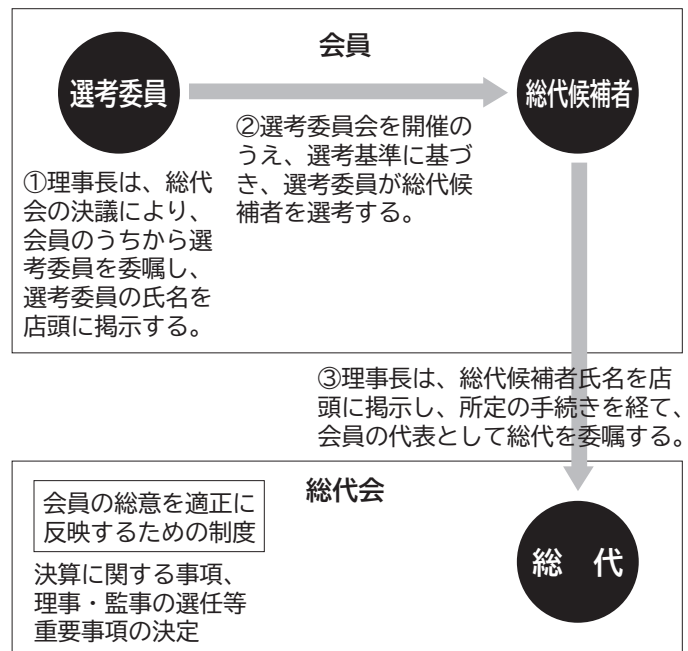 会員
選考委員
総代候補者
①理事長は、総代
会の決議により、
会員のうちから選
考委員を委嘱し、
選考委員の氏名を
店頭に掲示する。
②選考委員会を開催の
うえ、選考基準に基づ
き、選考委員が総代候
補者を選考する。
③理事長は、総代候補者氏名を店
頭に掲示し、所定の手続きを経て、
会員の代表として総代を委嘱する。
総代会
会員の総意を適正に
反映するための制度
決算に関する事項、
理事・監事の選任等
重要事項の決定
総　代